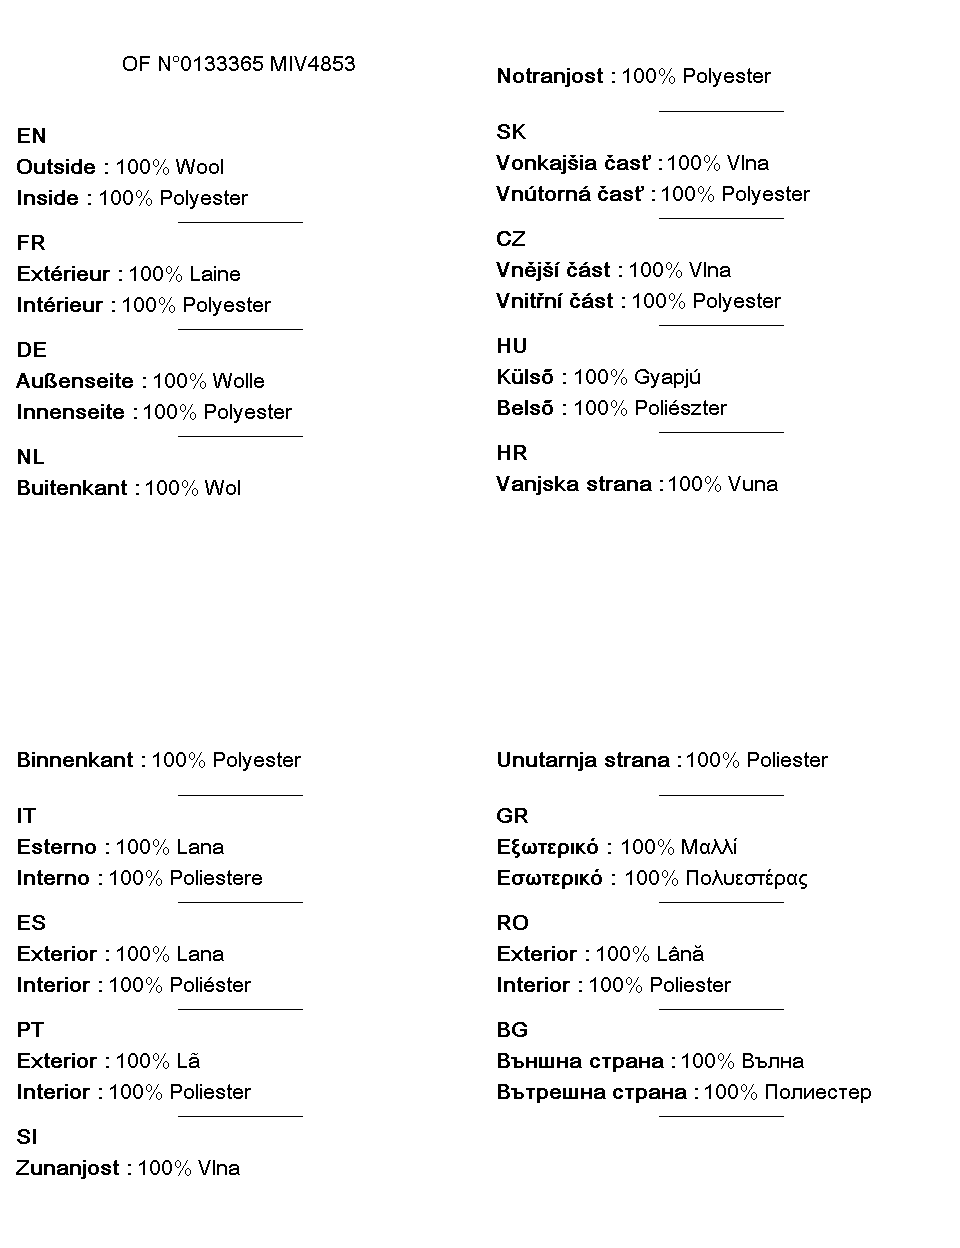 OF N°0133365 MIV4853
EN
Outside : 100% Wool
Inside : 100% Polyester
FR
Extérieur : 100% Laine
Intérieur : 100% Polyester
DE
Außenseite : 100% Wolle
Innenseite : 100% Polyester
NL
Buitenkant : 100% Wol
Binnenkant : 100% Polyester
IT
Esterno : 100% Lana
Interno : 100% Poliestere
ES
Exterior : 100% Lana
Interior : 100% Poliéster
PT
Exterior : 100% Lã
Interior : 100% Poliester
SI
Zunanjost : 100% Vlna
Notranjost : 100% Polyester
SK
Vonkajšia časť : 100% Vlna
Vnútorná časť : 100% Polyester
CZ
Vnější část : 100% Vlna
Vnitřní část : 100% Polyester
HU
Külsõ : 100% Gyapjú
Belsõ : 100% Poliészter
HR
Vanjska strana : 100% Vuna
Unutarnja strana : 100% Poliester
GR
Εξωτερικό : 100% Μαλλί
Εσωτερικό : 100% Πολυεστέρας
RO
Exterior : 100% Lână
Interior : 100% Poliester
BG
Външна страна : 100% Вълна
Вътрешна страна : 100% Полиестер